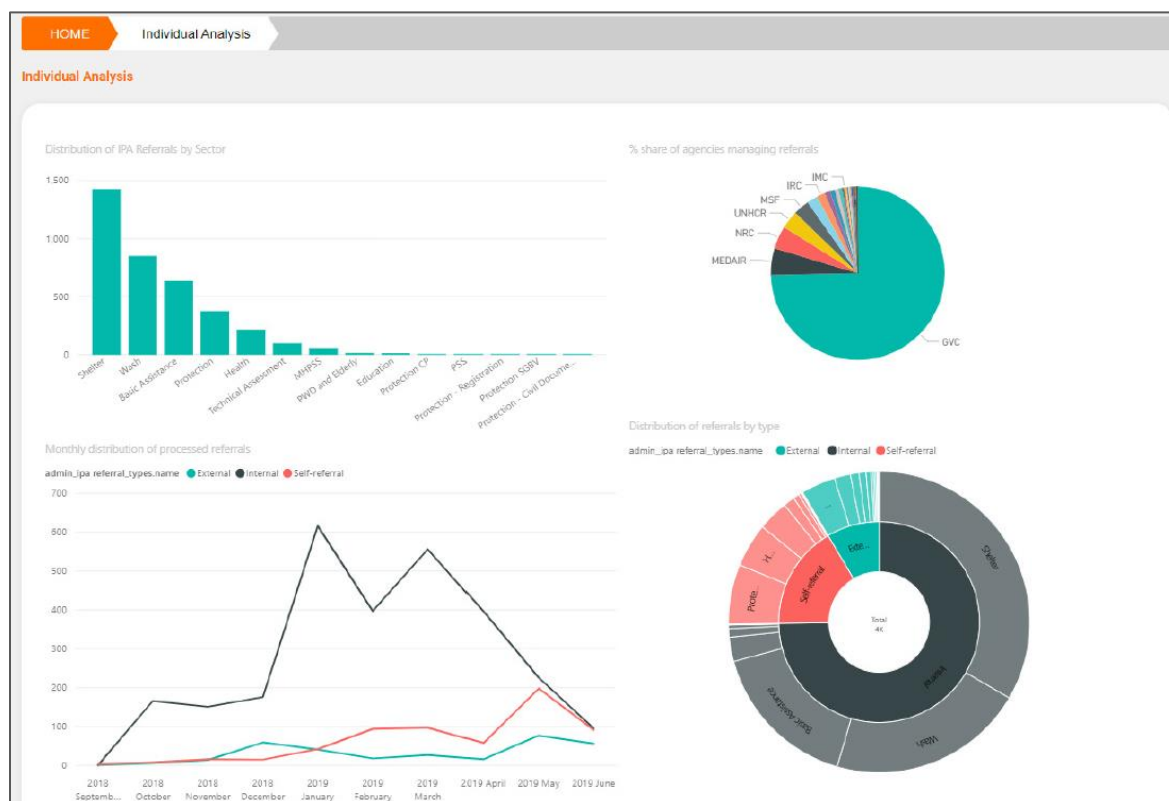 HOME
Individual Analysis
Individual Analysis
Distribution of IPA Referrals by Sector
1.500
1.000
500
0
Shelter
Wash
Basic Assistance
Protection
Health
Technical Assessment
MHPSS
PWD and Elderly
Education
Protection CP
PSS
Protection - Registration
Protection SGBV
Protection - Civil Docume...
% share of agencies managing referrals
IMC
IRC
MSF
UNHCR
NRC
MEDAIR
GVC
Monthly distribution of processed referrals
admin_ipa referral_types.name External Internal Self-referral
700
600
500
400
300
200
100
0
2018 Septemb...
2018 October
2018 November
2018 December
2019 January
2019 February
2019 March
2019 April
2019 May
2019 June
Distribution of referrals by type
admin_ipa referral_types.name External Internal Self-referral
Shelter
Wash
Basic Assistance
Prote...
H...
...
Exte...
Self-referral
Internal
Total
4K